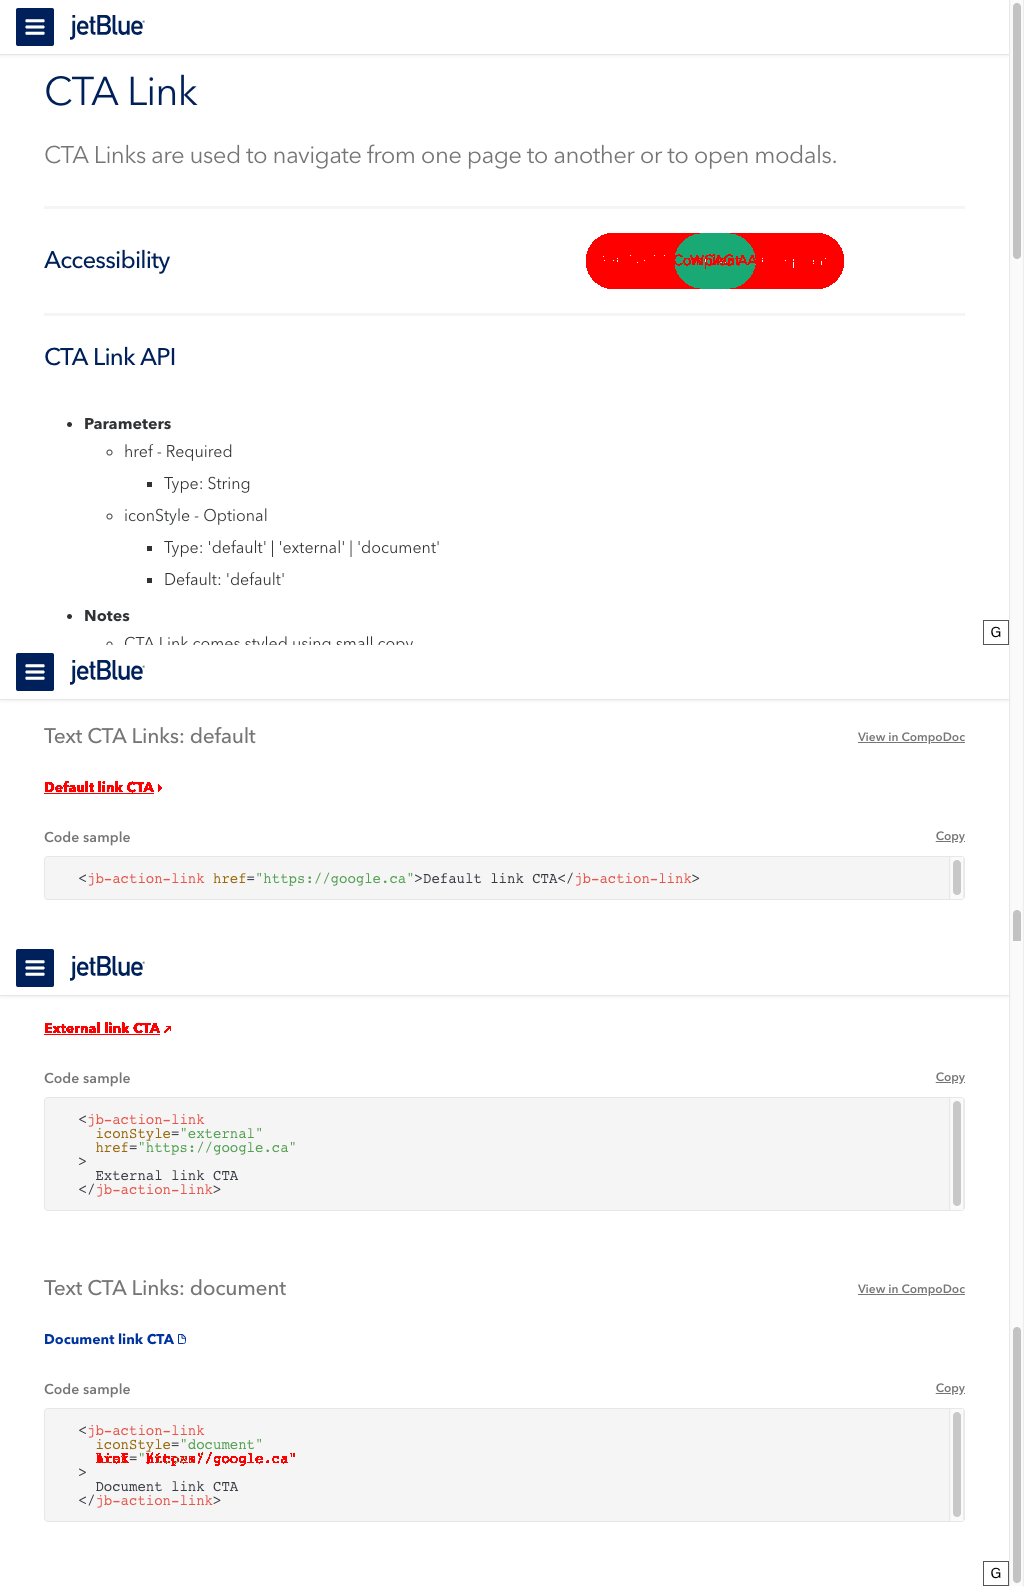 jetBlue
CTA Link
CTA Links are used to navigate from one page to another or to open modals.
Accessibility
CTA Link API
Parameters
href - Required
Type: String
iconStyle - Optional
Type: 'default' | 'external' | 'document'
Default: 'default'
Notes
CTA Link comes styled using small copy
G
jetBlue
Text CTA Links: default
View in CompoDoc
Default link CTA
Code sample
Copy
<jb-action-link href="https://google.ca">Default link CTA</jb-action-link>
jetBlue
External link CTA
Code sample
Copy
<jb-action-link
iconStyle="external"
href="https://google.ca"
>
External link CTA
</jb-action-link>
Text CTA Links: document
View in CompoDoc
Document link CTA
Code sample
Copy
<jb-action-link
iconStyle="document"
google.ca"
>
Document link CTA
</jb-action-link>
G